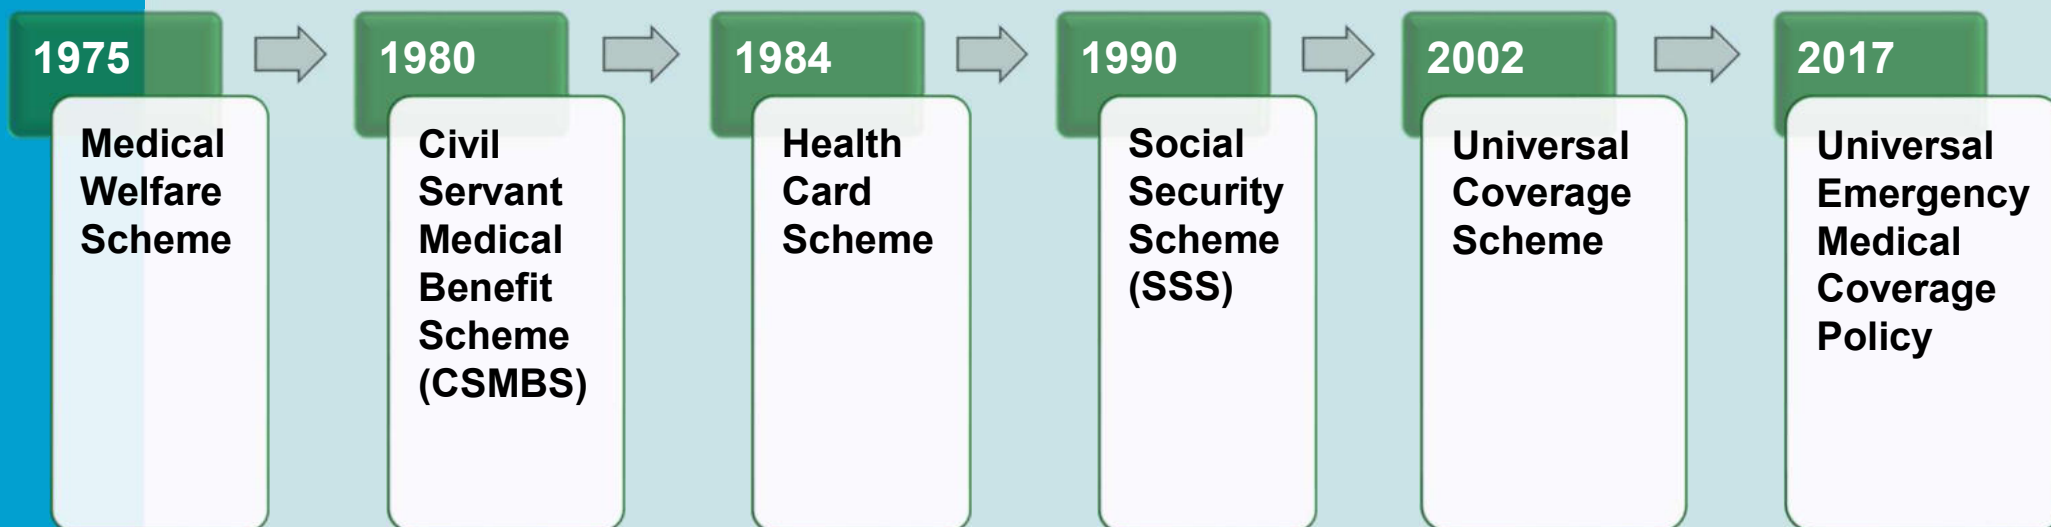 1975
Medical
Welfare
Scheme
1980
Civil
Servant
Medical
Benefit
Scheme
(CSMBS)
1984
Health
Card
Scheme
1990
Social
Security
Scheme
(SSS)
2002
Universal
Coverage
Scheme
2017
Universal
Emergency
Medical
Coverage
Policy